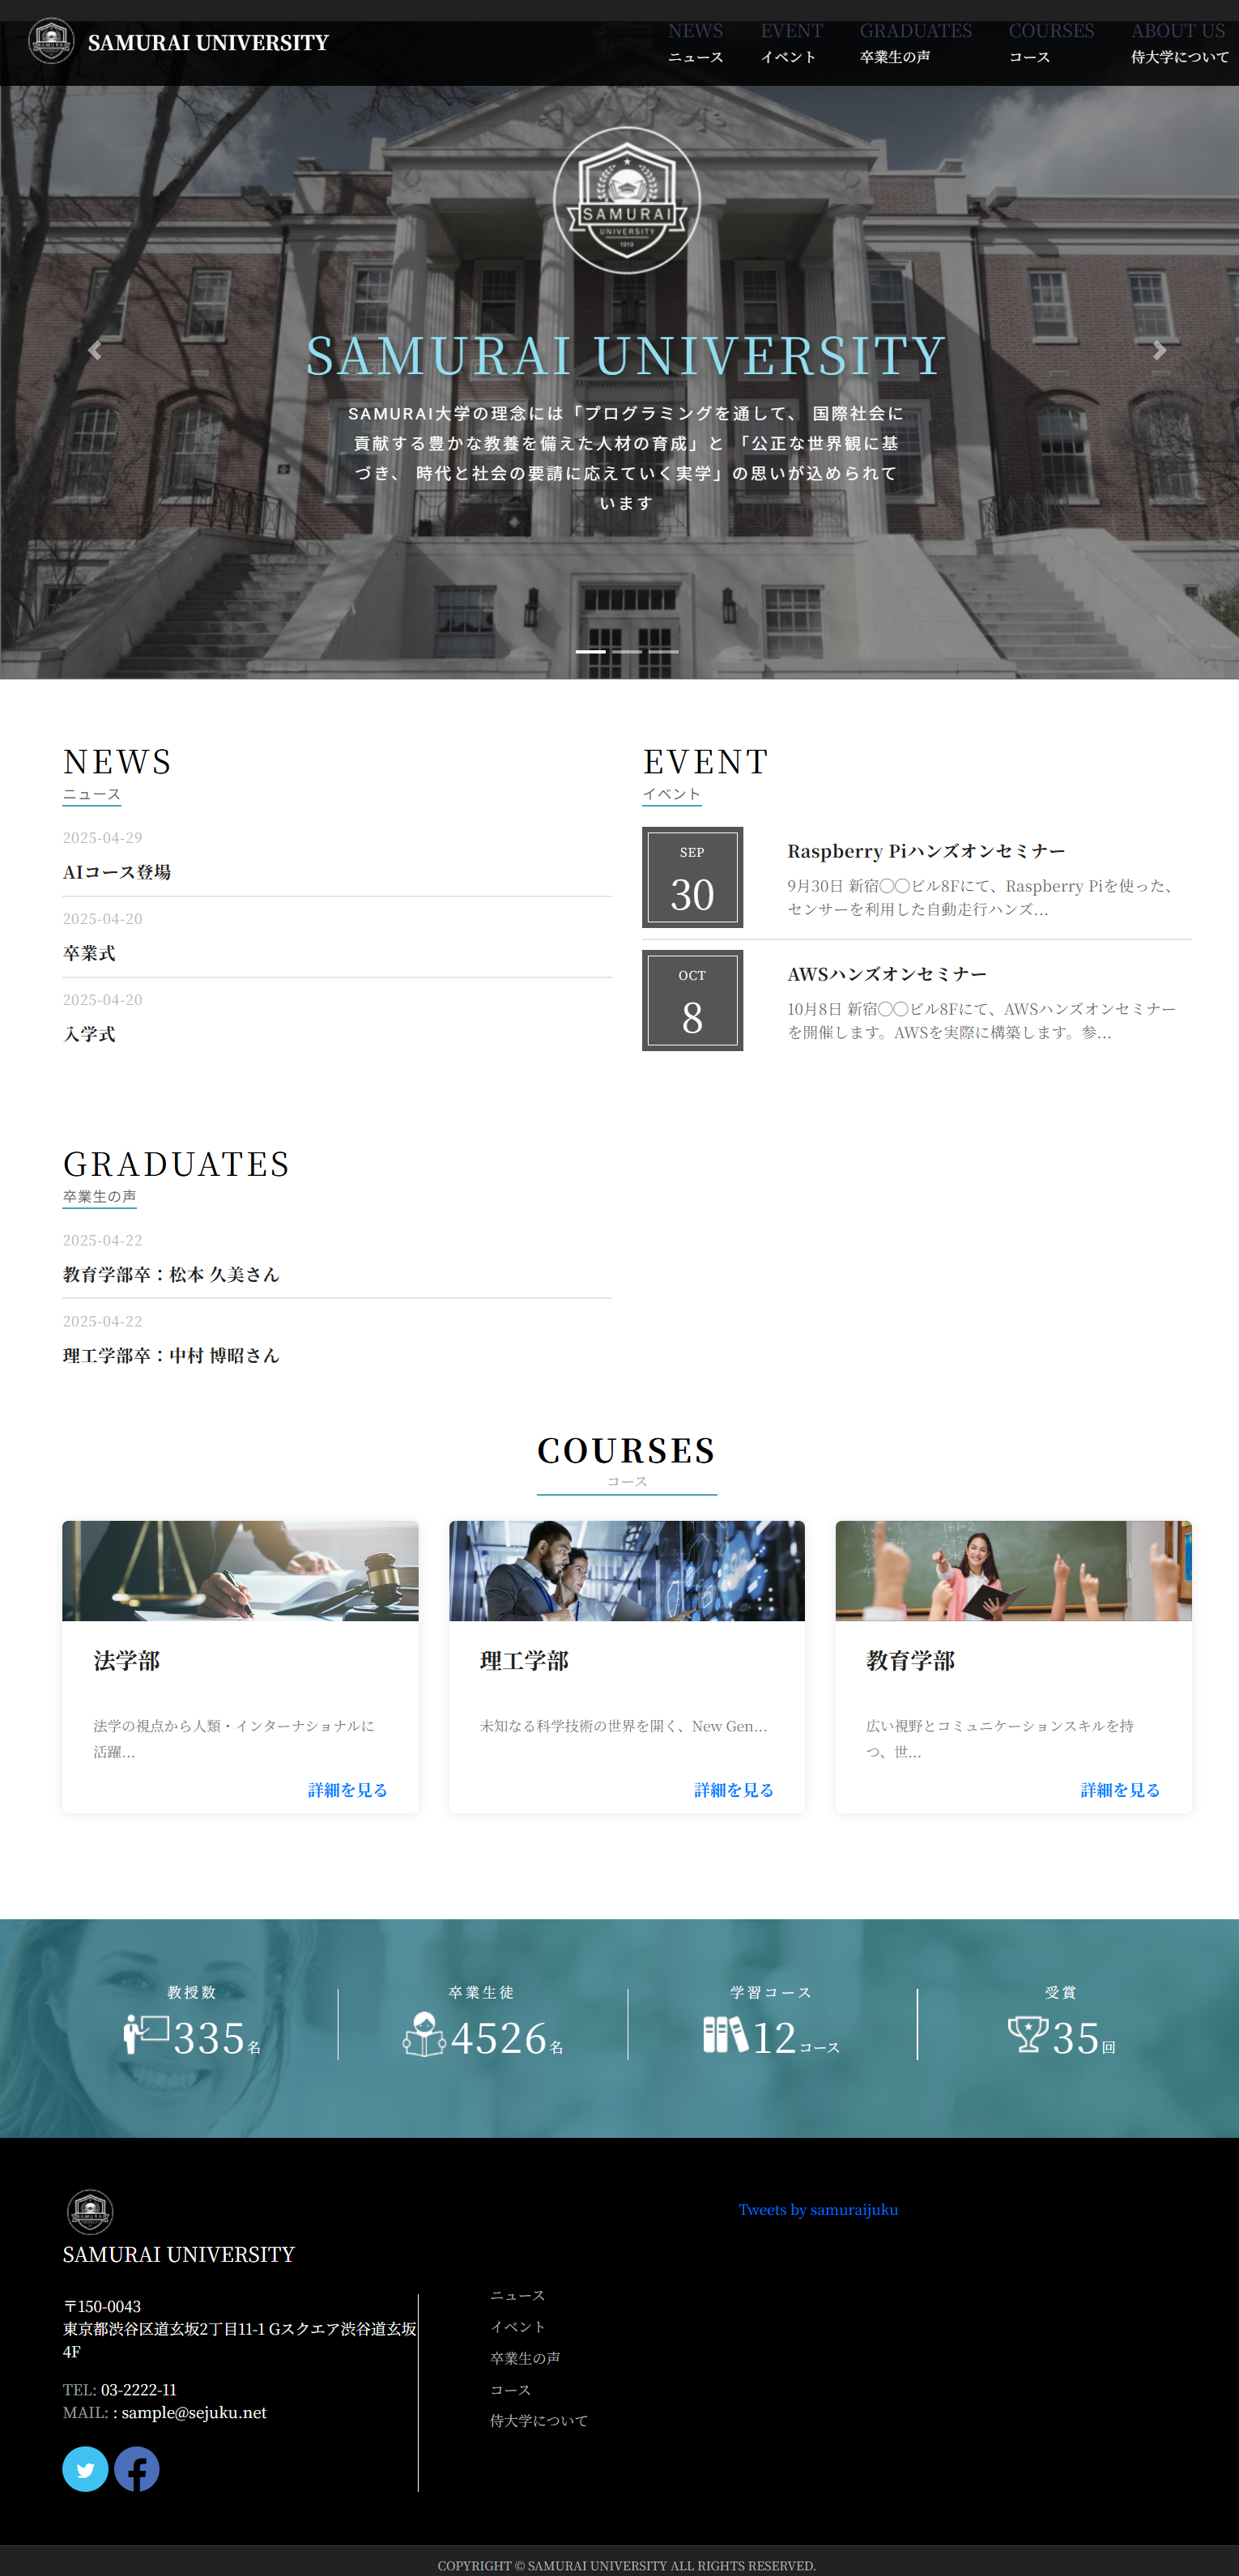 SAMURAI UNIVERSITY
NEWS EVENT GRADUATES COURSES ABOUT US
ニュース イベント 卒業生の声 コース 侍大学について
SAMURAI
UNIVERSITY
1919
SAMURAI UNIVERSITY
SAMURAI大学の理念には「プログラミングを通して、 国際社会に
貢献する豊かな教養を備えた人材の育成」と 「公正な世界観に基
づき、 時代と社会の要請に応えていく実学」の思いが込められて
います
NEWS
ニュース
2025-04-29
AIコース登場
2025-04-20
卒業式
2025-04-20
入学式
EVENT
イベント
SEP
30
Raspberry Piハンズオンセミナー
9月30日 新宿◯◯ビル8Fにて、Raspberry Piを使った、
センサーを利用した自動走行ハンズ...
OCT
8
AWSハンズオンセミナー
10月8日 新宿◯◯ビル8Fにて、AWSハンズオンセミナー
を開催します。AWSを実際に構築します。参...
GRADUATES
卒業生の声
2025-04-22
教育学部卒：松本 久美さん
2025-04-22
理工学部卒：中村 博昭さん
COURSES
コース
法学部
法学の視点から人類・インターナショナルに
活躍...
詳細を見る
理工学部
未知なる科学技術の世界を開く、New Gen...
詳細を見る
教育学部
広い視野とコミュニケーションスキルを持
つ、世...
詳細を見る
教授数
335名
卒業生徒
4526名
学習コース
12コース
受賞
35回
SAMURAI
SAMURAI UNIVERSITY
〒150-0043
東京都渋谷区道玄坂2丁目11-1 Gスクエア渋谷道玄坂
4F
TEL: 03-2222-11
MAIL: : sample@sejuku.net
ニュース
イベント
卒業生の声
コース
侍大学について
Tweets by samuraijuku
COPYRIGHT © SAMURAI UNIVERSITY ALL RIGHTS RESERVED.